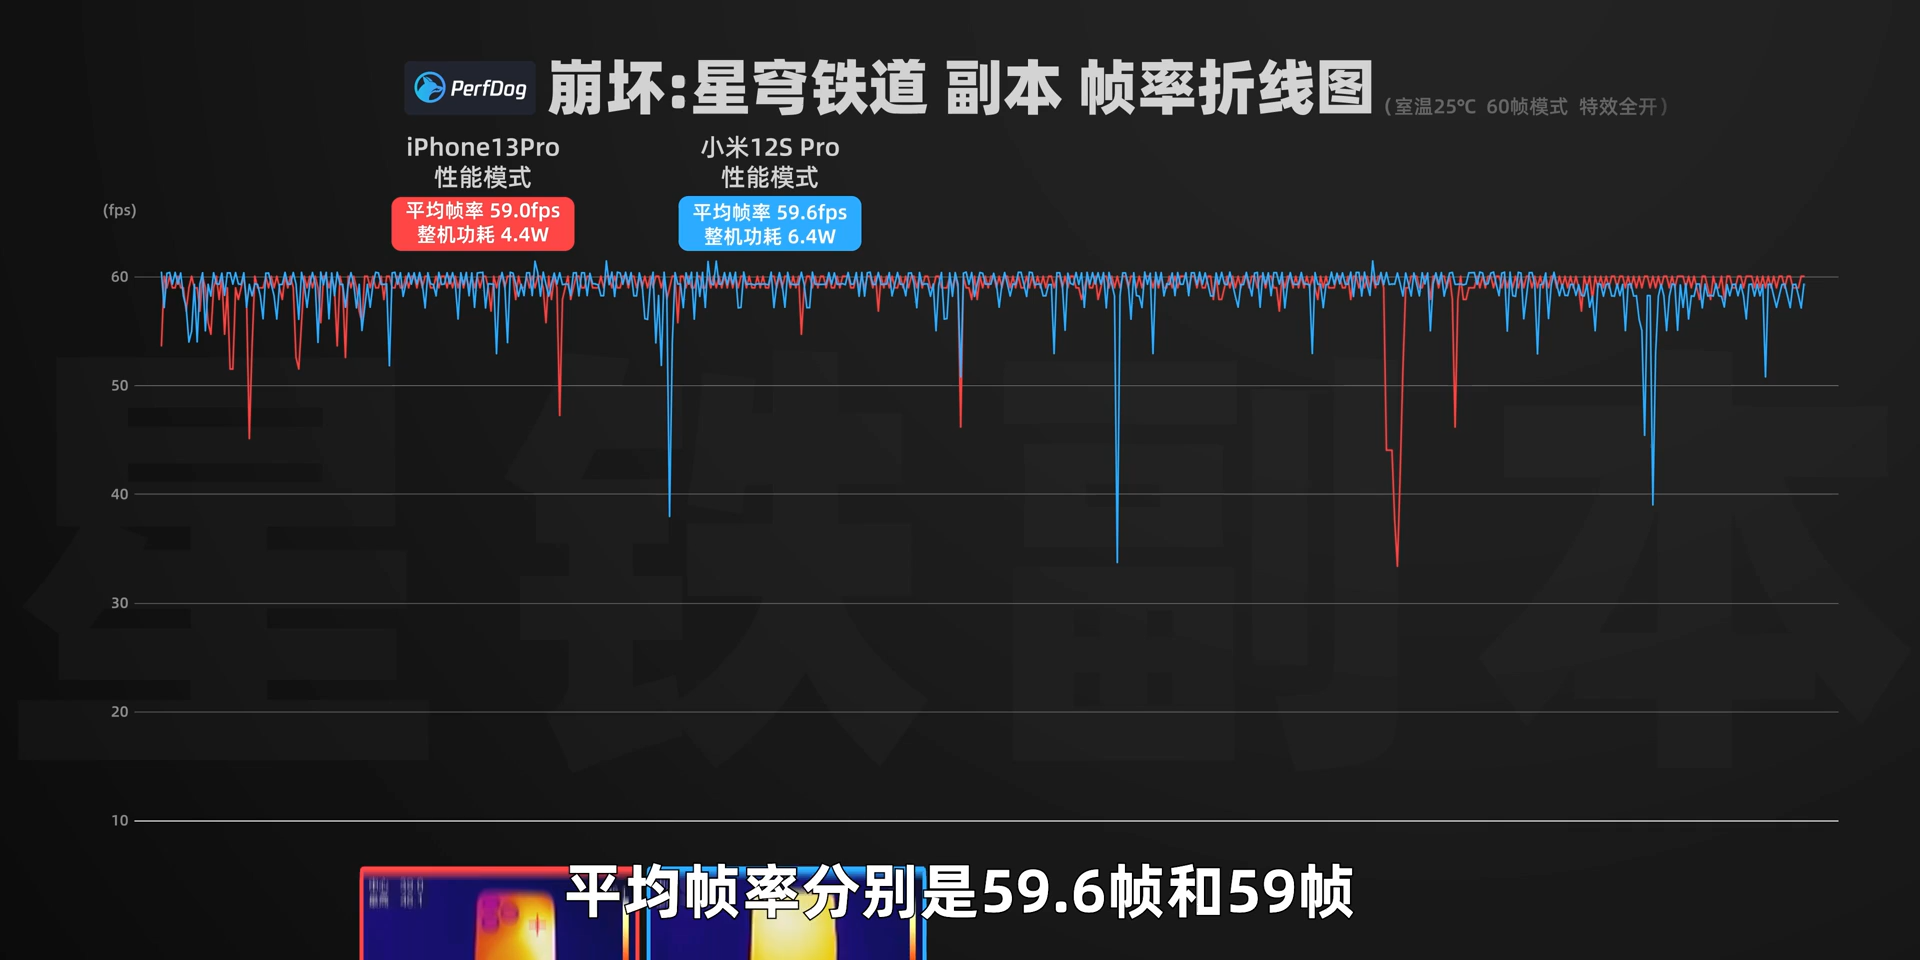 PerfDog
崩坏:星穹铁道 副本 帧率折线图
(室温25℃ 60帧模式 特效全开)
iPhone13Pro
性能模式
平均帧率 59.0fps
整机功耗 4.4W
小米12S Pro
性能模式
平均帧率 59.6fps
整机功耗 6.4W
(fps)
60
50
40
30
20
10
星铁副本
平均帧率分别是59.6帧和59帧